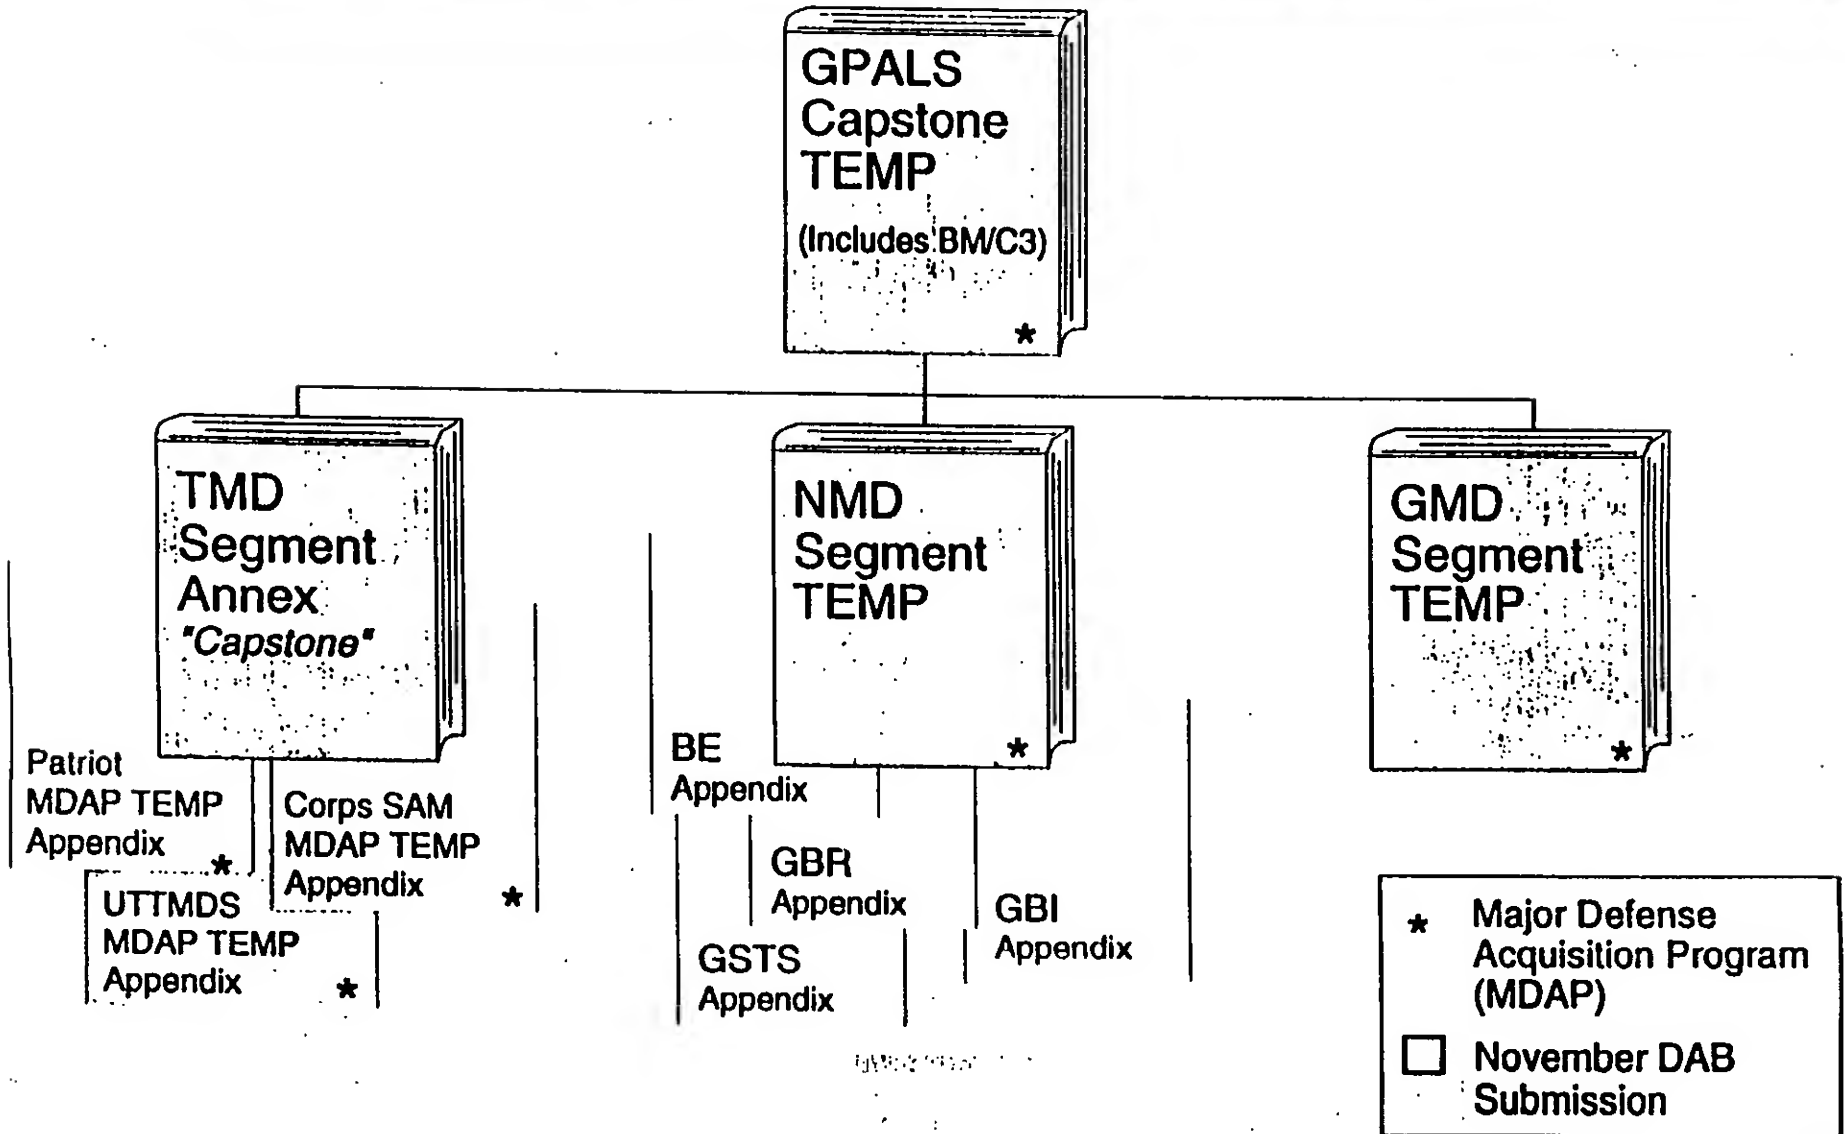 GPALS
Capstone
TEMP
(Includes BM/C3)
*
TMD
Segment
Annex
"Capstone"
NMD
Segment
TEMP
*
GMD
Segment
TEMP
*
Patriot
MDAP TEMP
Appendix
*
Corps SAM
MDAP TEMP
Appendix
*
UTTMDS
MDAP TEMP
Appendix
*
BE
Appendix
GBR
Appendix
GBI
Appendix
GSTS
Appendix
* Major Defense
Acquisition Program
(MDAP)
November DAB
Submission